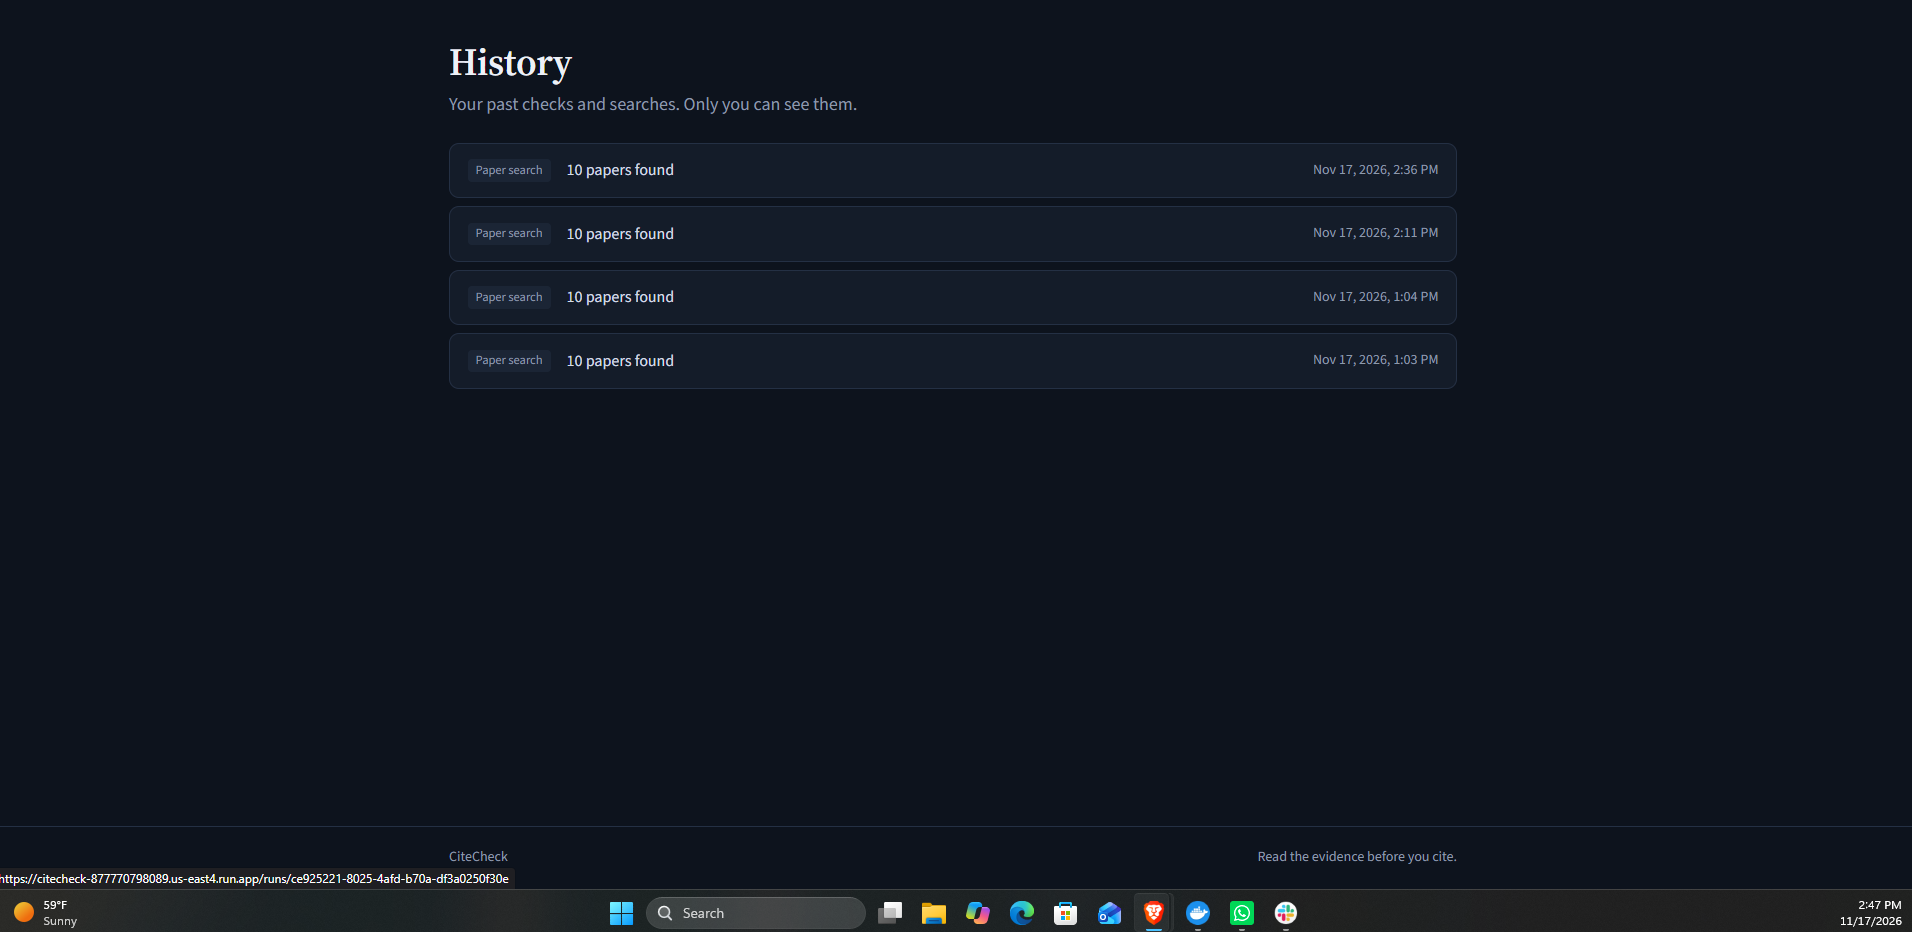 History
Your past checks and searches. Only you can see them.
Paper search 10 papers found Nov 17, 2026, 2:36 PM
Paper search 10 papers found Nov 17, 2026, 2:11 PM
Paper search 10 papers found Nov 17, 2026, 1:04 PM
Paper search 10 papers found Nov 17, 2026, 1:03 PM
CiteCheck Read the evidence before you cite.
https://citecheck-877770798089.us-east4.run.app/runs/ce925221-8025-4afd-b70a-df3a0250f30e
59°F
Sunny
Search
2:47 PM
11/17/2026